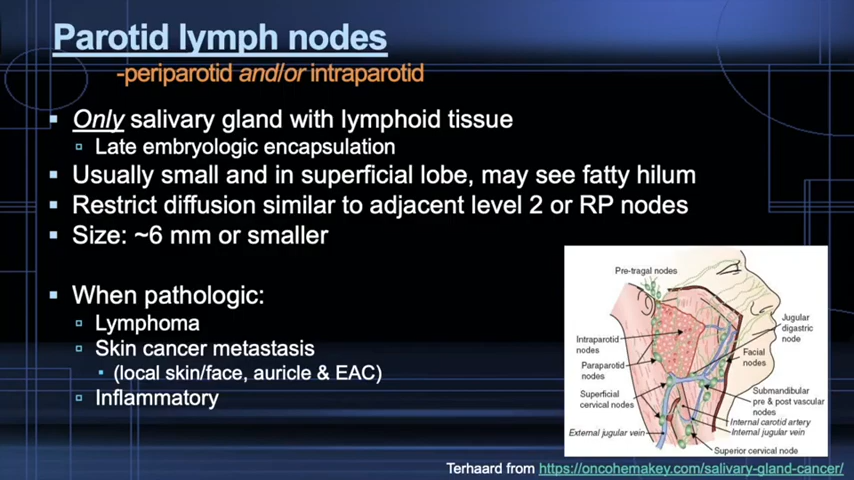 Parotid lymph nodes
-periparotid and/or intraparotid
Only salivary gland with lymphoid tissue
Late embryologic encapsulation
Usually small and in superficial lobe, may see fatty hilum
Restrict diffusion similar to adjacent level 2 or RP nodes
Size: ~6 mm or smaller
When pathologic:
Lymphoma
Skin cancer metastasis
(local skin/face, auricle & EAC)
Inflammatory
Pre-tragal nodes
Intraparotid
nodes
Paraparotid
nodes
Superficial
cervical nodes
External jugular vein
Jugular
digastric
node
Facial
nodes
Submandibular
pre & post vascular
nodes
Internal carotid artery
Internal jugular vein
Superior cervical node
Terhaard from https://oncohemakey.com/salivary-gland-cancer/